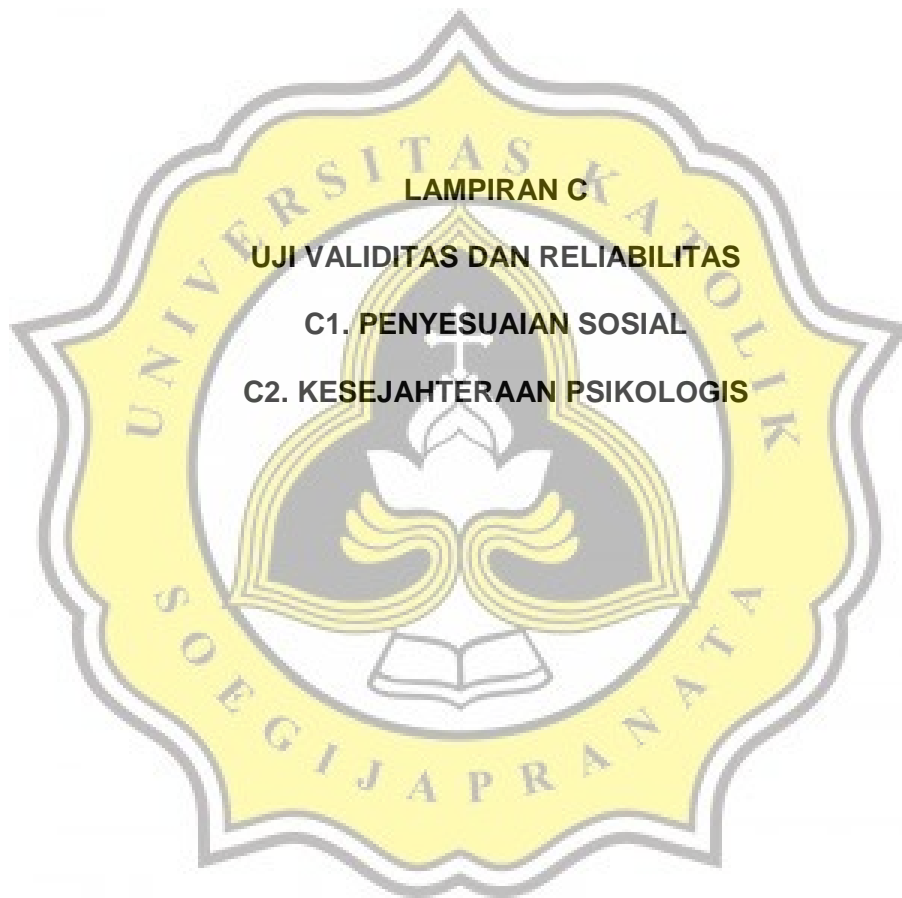 LAMPIRAN C
UJI VALIDITAS DAN RELIABILITAS
C1. PENYESUAIAN SOSIAL
C2. KESEJAHTERAAN PSIKOLOGIS
UNIVERSITAS KATOLIK
SOEGIJAPRANATA